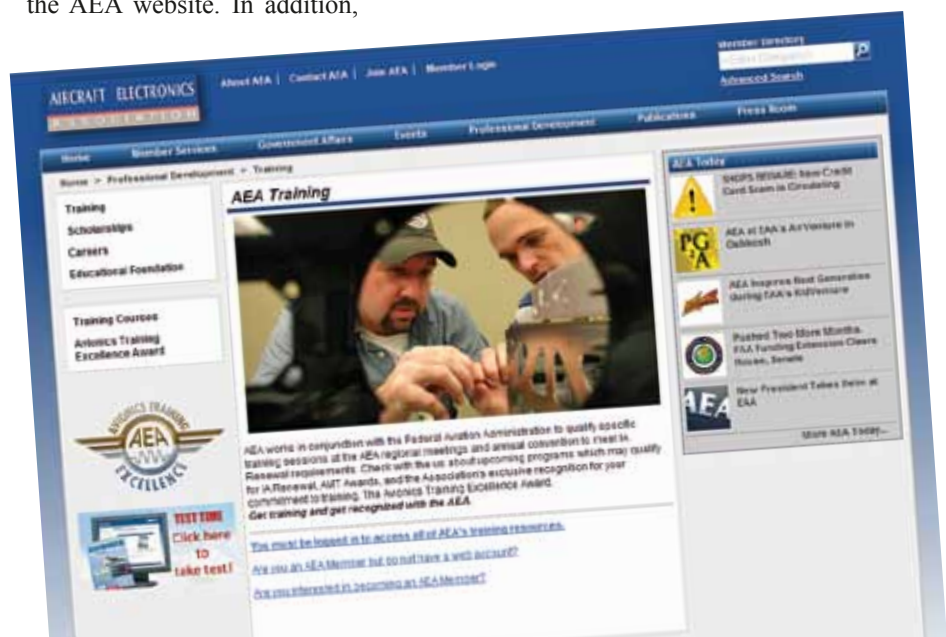 the AEA website. In addition,
AIRCRAFT ELECTRONICS
ASSOCIATION
About AEA | Contact AEA | Join AEA | Member Login
Member Directory
Advanced Search
Home Member Services Government Affairs Events Professional Development Publications Press Room
Home > Professional Development > Training
Training
Scholarships
Careers
Educational Foundation
Training Courses
Avionics Training
Excellence Award
AVIONICS TRAINING
AEA
EXCELLENCE
TEST TIME
Click here
to
take test!
AEA Training
AEA works in conjunction with the Federal Aviation Administration to qualify specific
training sessions at the AEA regional meetings and annual convention to meet IA
Renewal requirements. Check with the us about upcoming programs which may qualify
for IA Renewal, AMT Awards, and the Association's exclusive recognition for your
commitment to training. The Avionics Training Excellence Award.
Get training and get recognized with the AEA.
You must be logged in to access all of AEA's training resources.
Are you an AEA Member but do not have a web account?
Are you interested in becoming an AEA Member?
AEA Today
SHOPS BEWARE: New Credit
Card Scam is Circulating
AEA at EAA's AirVenture in
Oshkosh
AEA Inspires Next Generation
during EAA's KidVenture
Pushed Two More Months.
FAA Funding Extension Clears
House, Senate
AEA
New President Takes Helm at
EAA
More AEA Today...